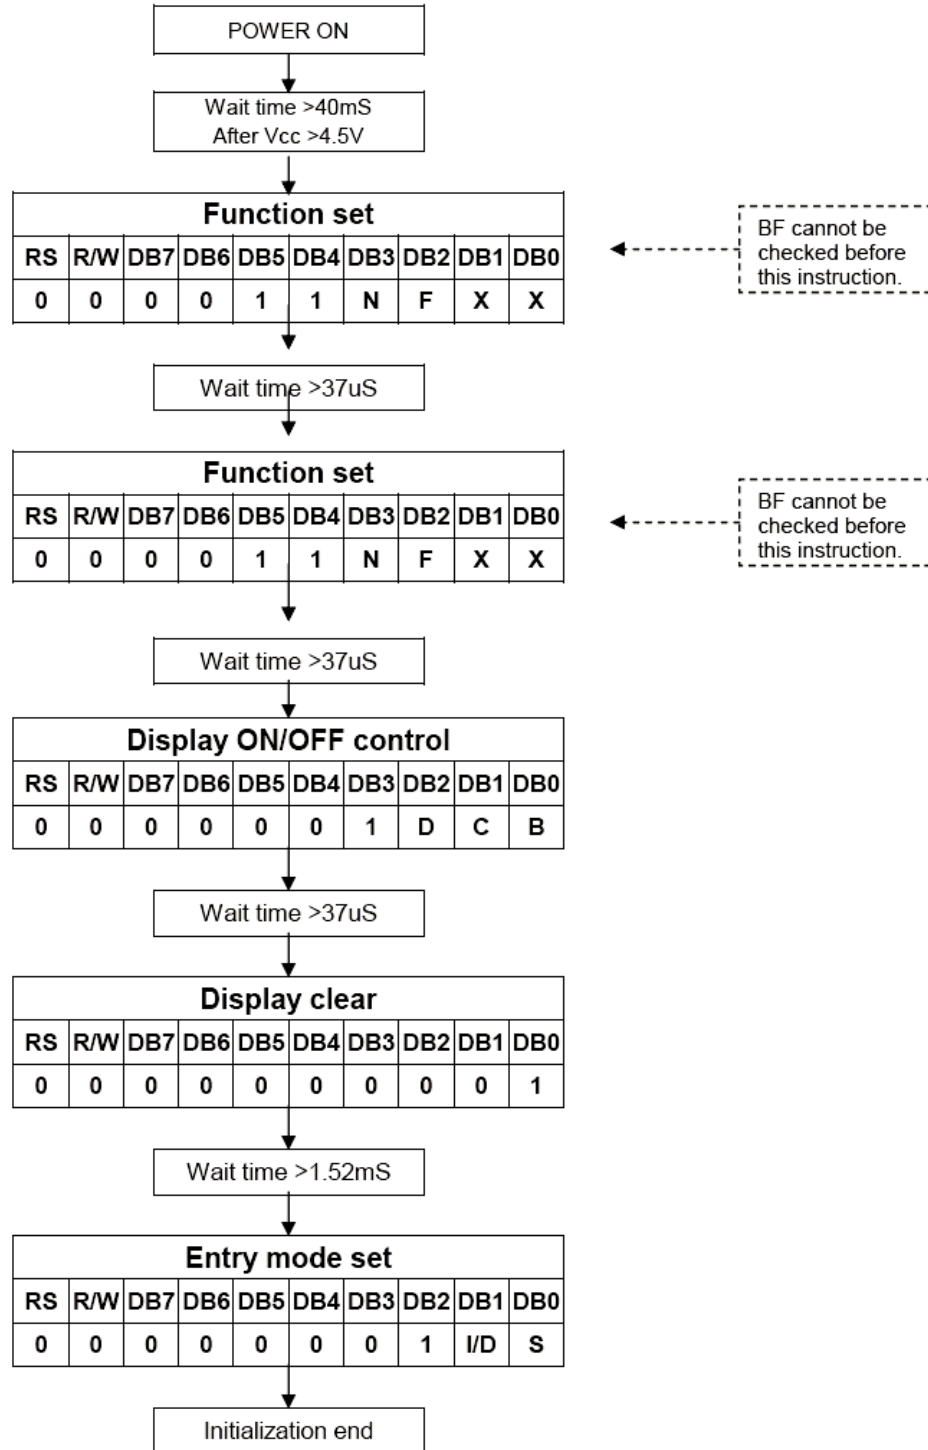 POWER ON
Wait time >40mS
After Vcc >4.5V
Function set
RS R/W DB7 DB6 DB5 DB4 DB3 DB2 DB1 DB0
0 0 0 0 1 1 N F X X
BF cannot be
checked before
this instruction.
Wait time >37uS
Function set
RS R/W DB7 DB6 DB5 DB4 DB3 DB2 DB1 DB0
0 0 0 0 1 1 N F X X
BF cannot be
checked before
this instruction.
Wait time >37uS
Display ON/OFF control
RS R/W DB7 DB6 DB5 DB4 DB3 DB2 DB1 DB0
0 0 0 0 0 0 1 D C B
Wait time >37uS
Display clear
RS R/W DB7 DB6 DB5 DB4 DB3 DB2 DB1 DB0
0 0 0 0 0 0 0 0 0 1
Wait time >1.52mS
Entry mode set
RS R/W DB7 DB6 DB5 DB4 DB3 DB2 DB1 DB0
0 0 0 0 0 0 0 1 I/D S
Initialization end